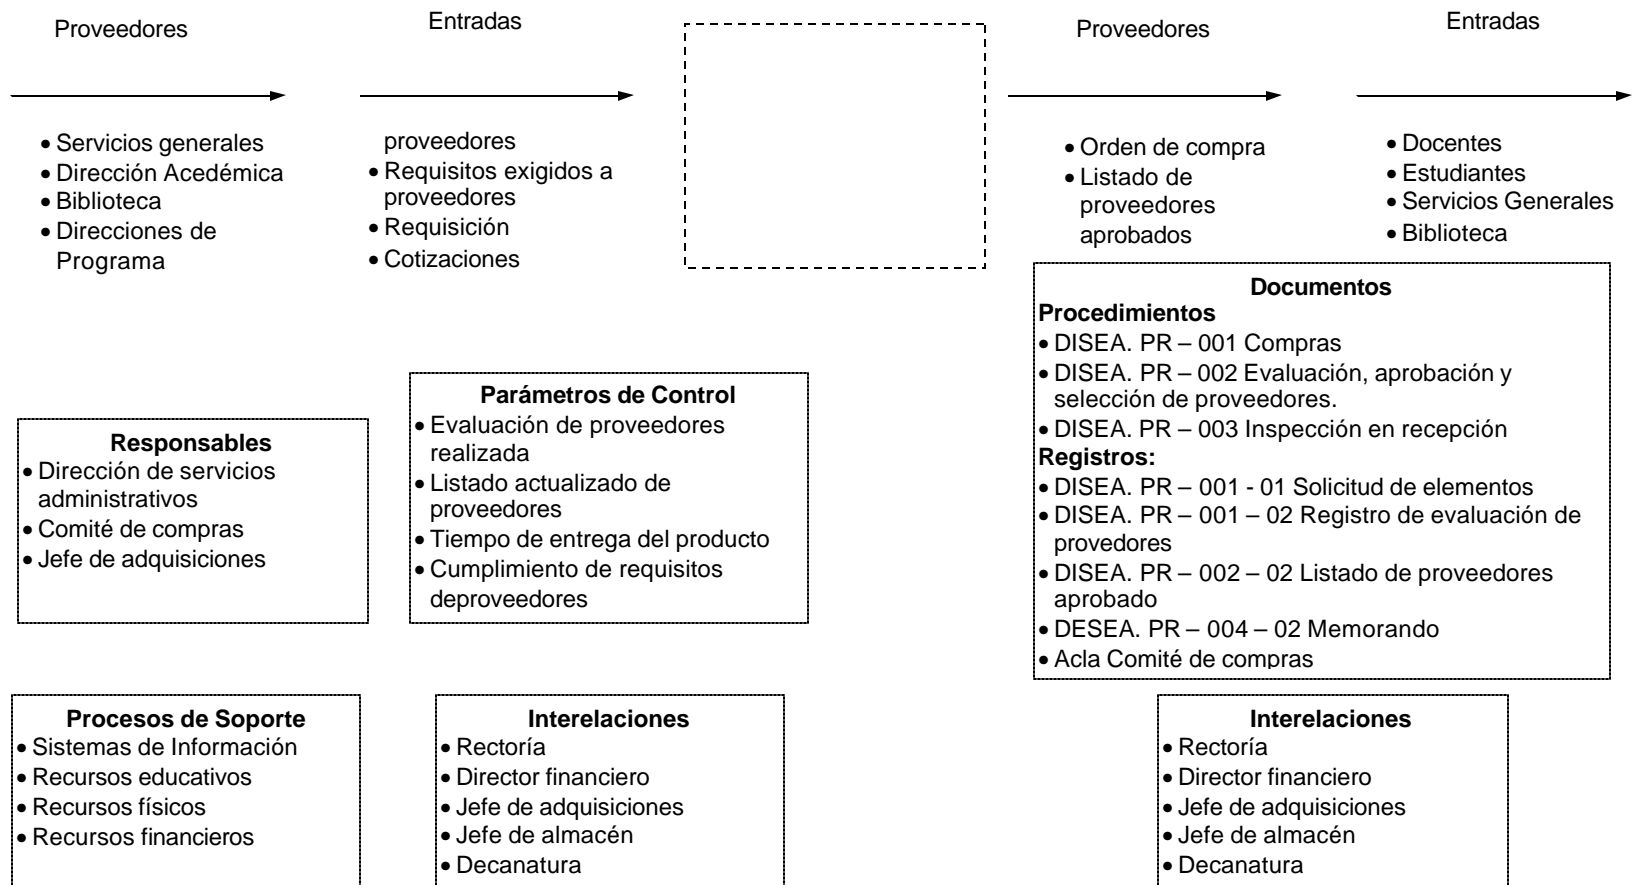 Proveedores
Entradas
Proveedores
Entradas
• Servicios generales
• Dirección Acedémica
• Biblioteca
• Direcciones de
Programa
proveedores
• Requisitos exigidos a
proveedores
• Requisición
• Cotizaciones
• Orden de compra
• Listado de
proveedores
aprobados
• Docentes
• Estudiantes
• Servicios Generales
• Biblioteca
Responsables
• Dirección de servicios
administrativos
• Comité de compras
• Jefe de adquisiciones
Parámetros de Control
• Evaluación de proveedores
realizada
• Listado actualizado de
proveedores
• Tiempo de entrega del producto
• Cumplimiento de requisitos
deproveedores
Documentos
Procedimientos
• DISEA. PR – 001 Compras
• DISEA. PR – 002 Evaluación, aprobación y
selección de proveedores.
• DISEA. PR – 003 Inspección en recepción
Registros:
• DISEA. PR – 001 - 01 Solicitud de elementos
• DISEA. PR – 001 – 02 Registro de evaluación de
provedores
• DISEA. PR – 002 – 02 Listado de proveedores
aprobado
• DESEA. PR – 004 – 02 Memorando
• Acla Comité de compras
Procesos de Soporte
• Sistemas de Información
• Recursos educativos
• Recursos físicos
• Recursos financieros
Interelaciones
• Rectoría
• Director financiero
• Jefe de adquisiciones
• Jefe de almacén
• Decanatura
Interelaciones
• Rectoría
• Director financiero
• Jefe de adquisiciones
• Jefe de almacén
• Decanatura